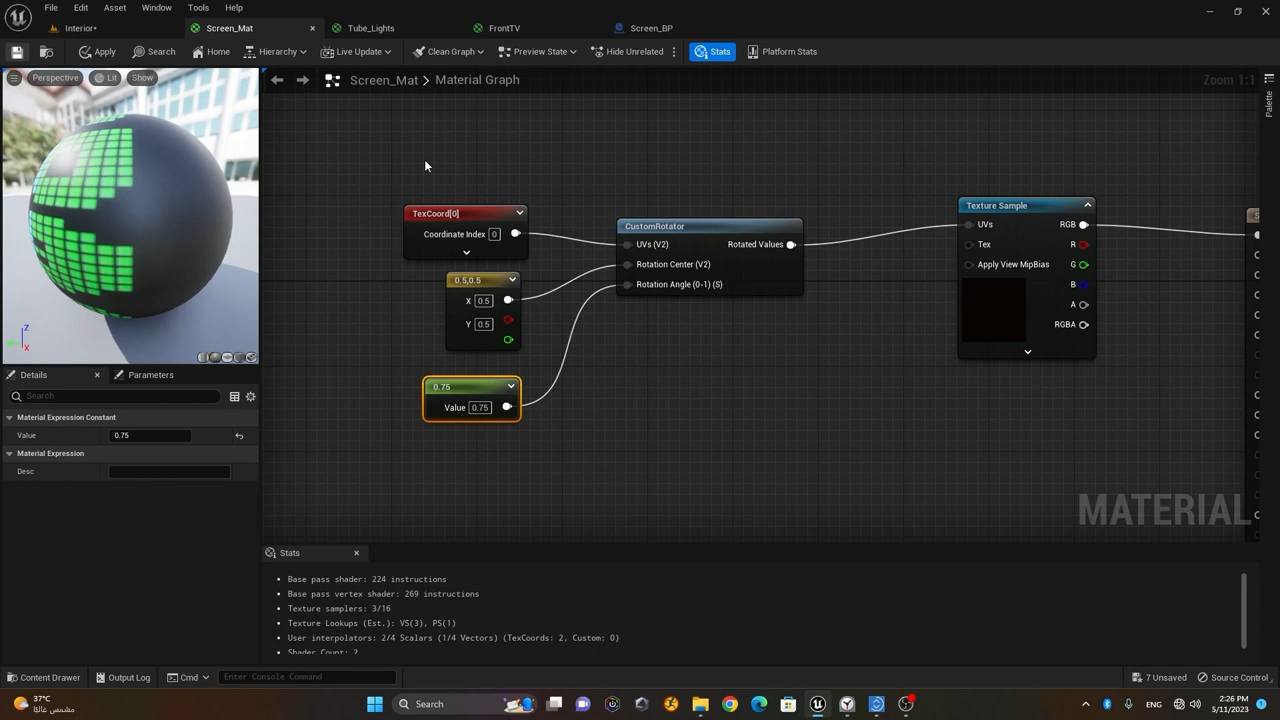 File Edit Asset Window Tools Help
Interior* Screen_Mat Tube_Lights FrontTV Screen_BP
Apply Search Home Hierarchy Live Update Clean Graph Preview State Hide Unrelated Stats Platform Stats
Perspective Lit Show
Screen_Mat > Material Graph Zoom 1:1
Palette
TexCoord[0]
Coordinate Index 0
0.5,0.5
X 0.5
Y 0.5
0.75
Value 0.75
CustomRotator
UVs (V2) Rotated Values
Rotation Center (V2)
Rotation Angle (0-1) (S)
Texture Sample
UVs RGB
Tex R
Apply View MipBias G
B
A
RGBA
MATERIAL
Z
X
Details Parameters
Search
Material Expression Constant
Value 0.75
Material Expression
Desc
Stats
• Base pass shader: 224 instructions
• Base pass vertex shader: 269 instructions
• Texture samplers: 3/16
• Texture Lookups (Est.): VS(3), PS(1)
• User interpolators: 2/4 Scalars (1/4 Vectors) (TexCoords: 2, Custom: 0)
• Shader Count: 2
Content Drawer Output Log Cmd Enter Console Command 7 Unsaved Source Control
37°C
مشمس غالبًا
Search
2:26 PM
5/11/2023